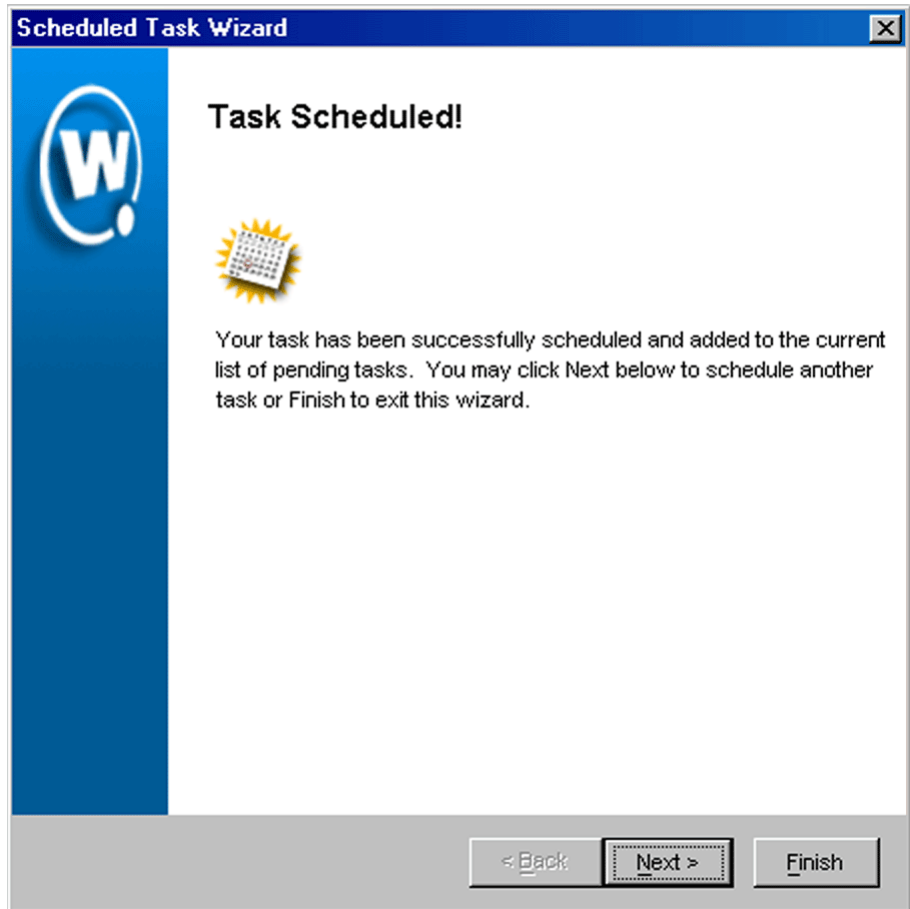 Scheduled Task Wizard
W
Task Scheduled!
Your task has been successfully scheduled and added to the current
list of pending tasks.  You may click Next below to schedule another
task or Finish to exit this wizard.
< Back
Next >
Finish